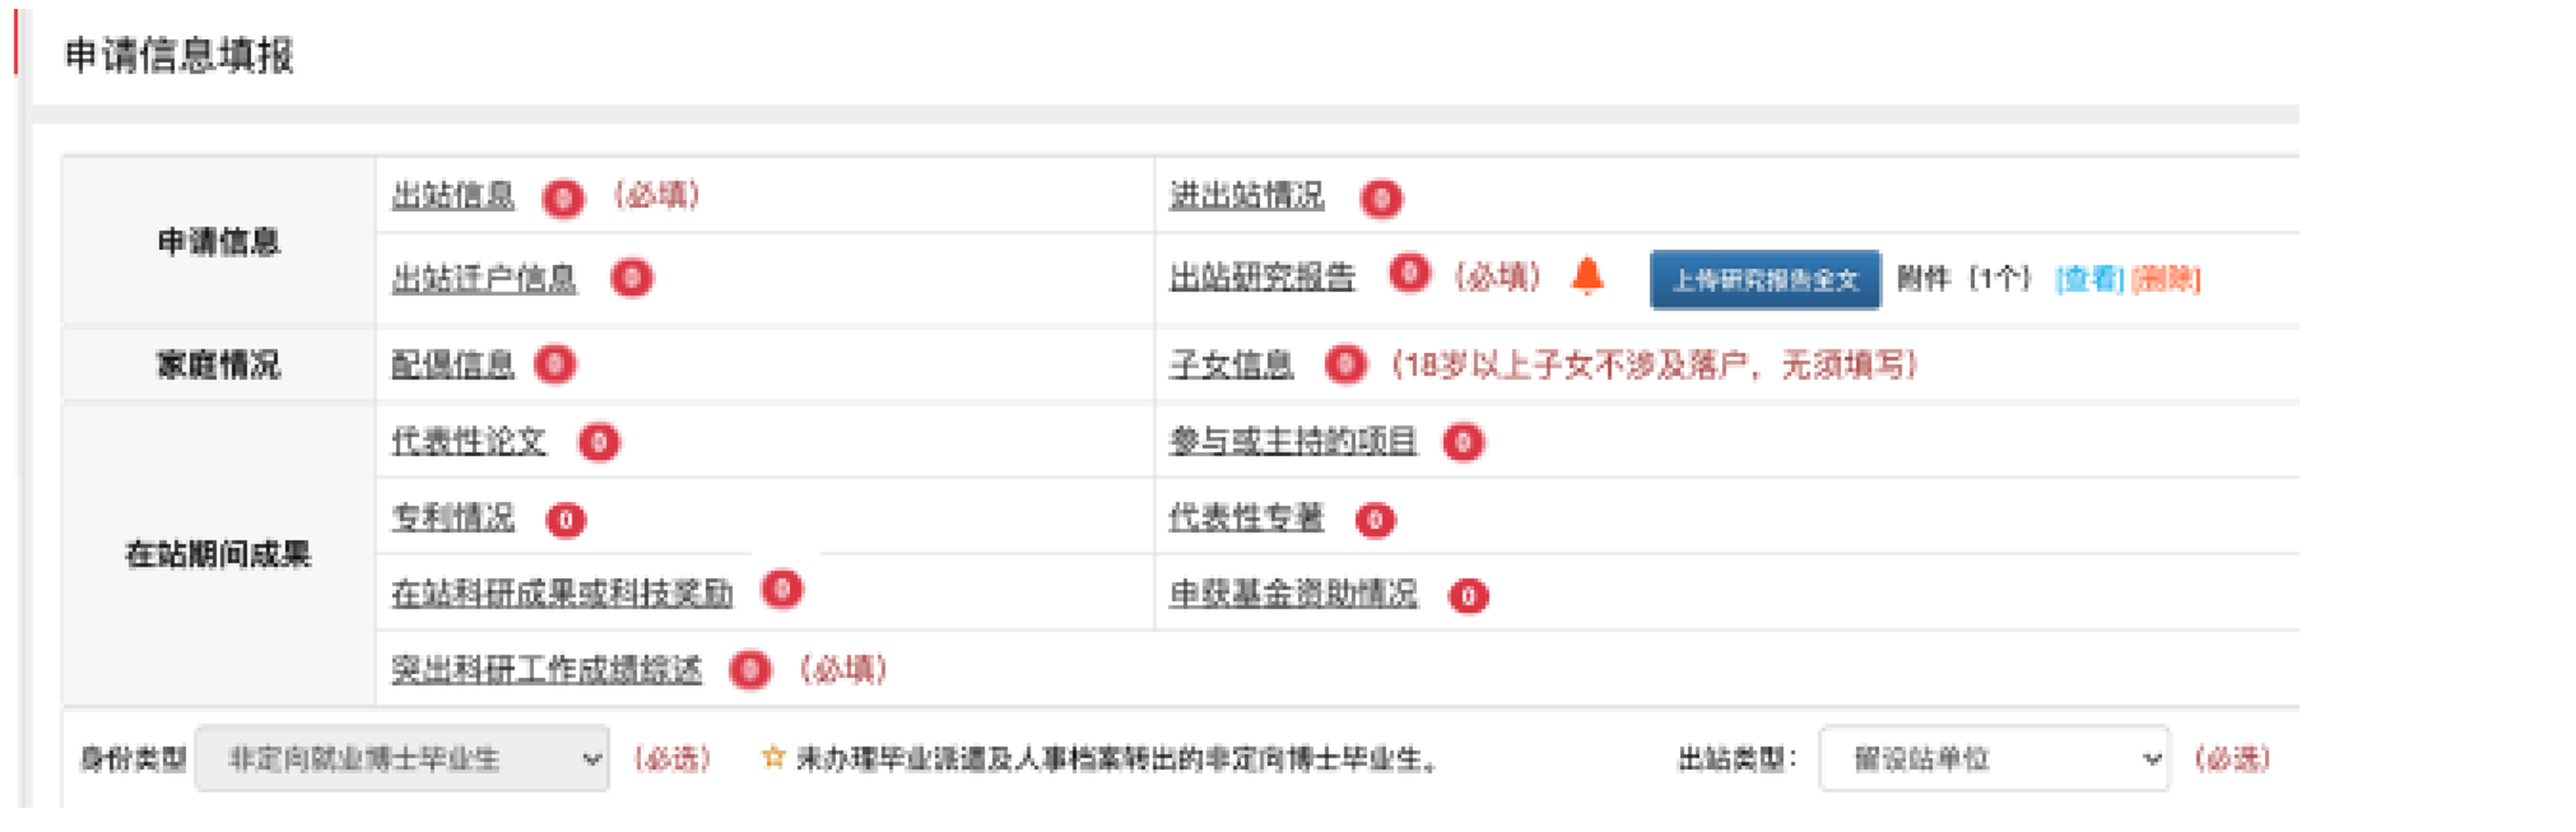 申请信息填报
申请信息
出站信息 0 (必填) 进出站情况 0
出站迁户信息 0 出站研究报告 0 (必填) 上传研究报告全文 附件 (1个) [查看] [删除]
家庭情况 配偶信息 0 子女信息 0 (18岁以上子女不涉及落户，无须填写)
在站期间成果
代表性论文 0 参与或主持的项目 0
专利情况 0 代表性专著 0
在站科研成果或科技奖励 0 申获基金资助情况 0
突出科研工作成绩综述 0 (必填)
身份类型 非定向就业博士毕业生 (必选) ☆ 未办理毕业派遣及人事档案转出的非定向博士毕业生。 出站类型： 留设站单位 (必选)